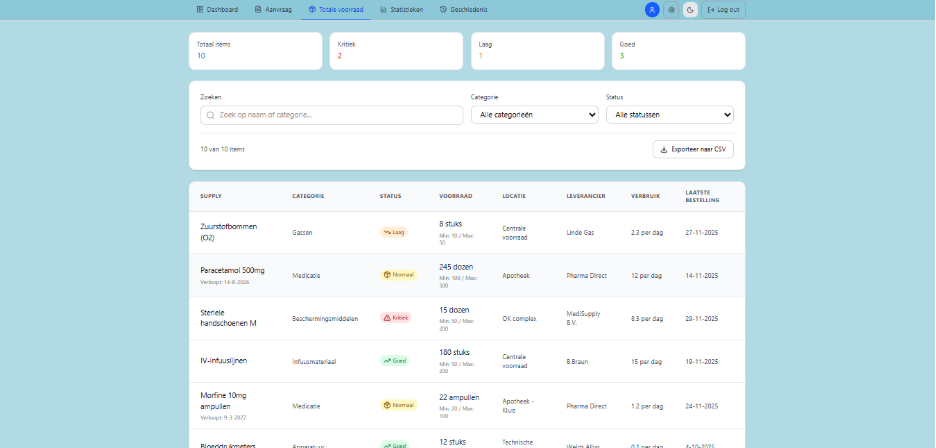 Dashboard Aanvraag Totale voorraad Statistieken Geschiedenis Log out
Totaal items Kritiek Laag Goed
10 2 1 3
Zoeken Categorie Status
Zoek op naam of categorie... Alle categorieën Alle statussen
10 van 10 items Exporteer naar CSV
SUPPLY CATEGORIE STATUS VOORRAAD LOCATIE LEVERANCIER VERBRUIK LAATSTE BESTELLING
Zuurstofbommen (O2) Gassen Laag 8 stuks Min: 10 / Max: 50 Centrale voorraad Linde Gas 2.3 per dag 27-11-2025
Paracetamol 500mg Verloopt: 14-6-2026 Medicatie Normaal 245 dozen Min: 100 / Max: 500 Apotheek Pharma Direct 12 per dag 14-11-2025
Steriele handschoenen M Beschermingsmiddelen Kritiek 15 dozen Min: 50 / Max: 200 OK complex MediSupply B.V. 8.5 per dag 29-11-2025
IV-infuuslijnen Infuusmateriaal Goed 180 stuks Min: 50 / Max: 200 Centrale voorraad B.Braun 15 per dag 19-11-2025
Morfine 10mg ampullen Verloopt: 9-3-2027 Medicatie Normaal 22 ampullen Min: 20 / Max: 100 Apotheek - Kluis Pharma Direct 1.2 per dag 24-11-2025
Bloeddrukmeters Apparatuur Goed 12 stuks Technische Welch Allyn 0.1 per dag 4-10-2025